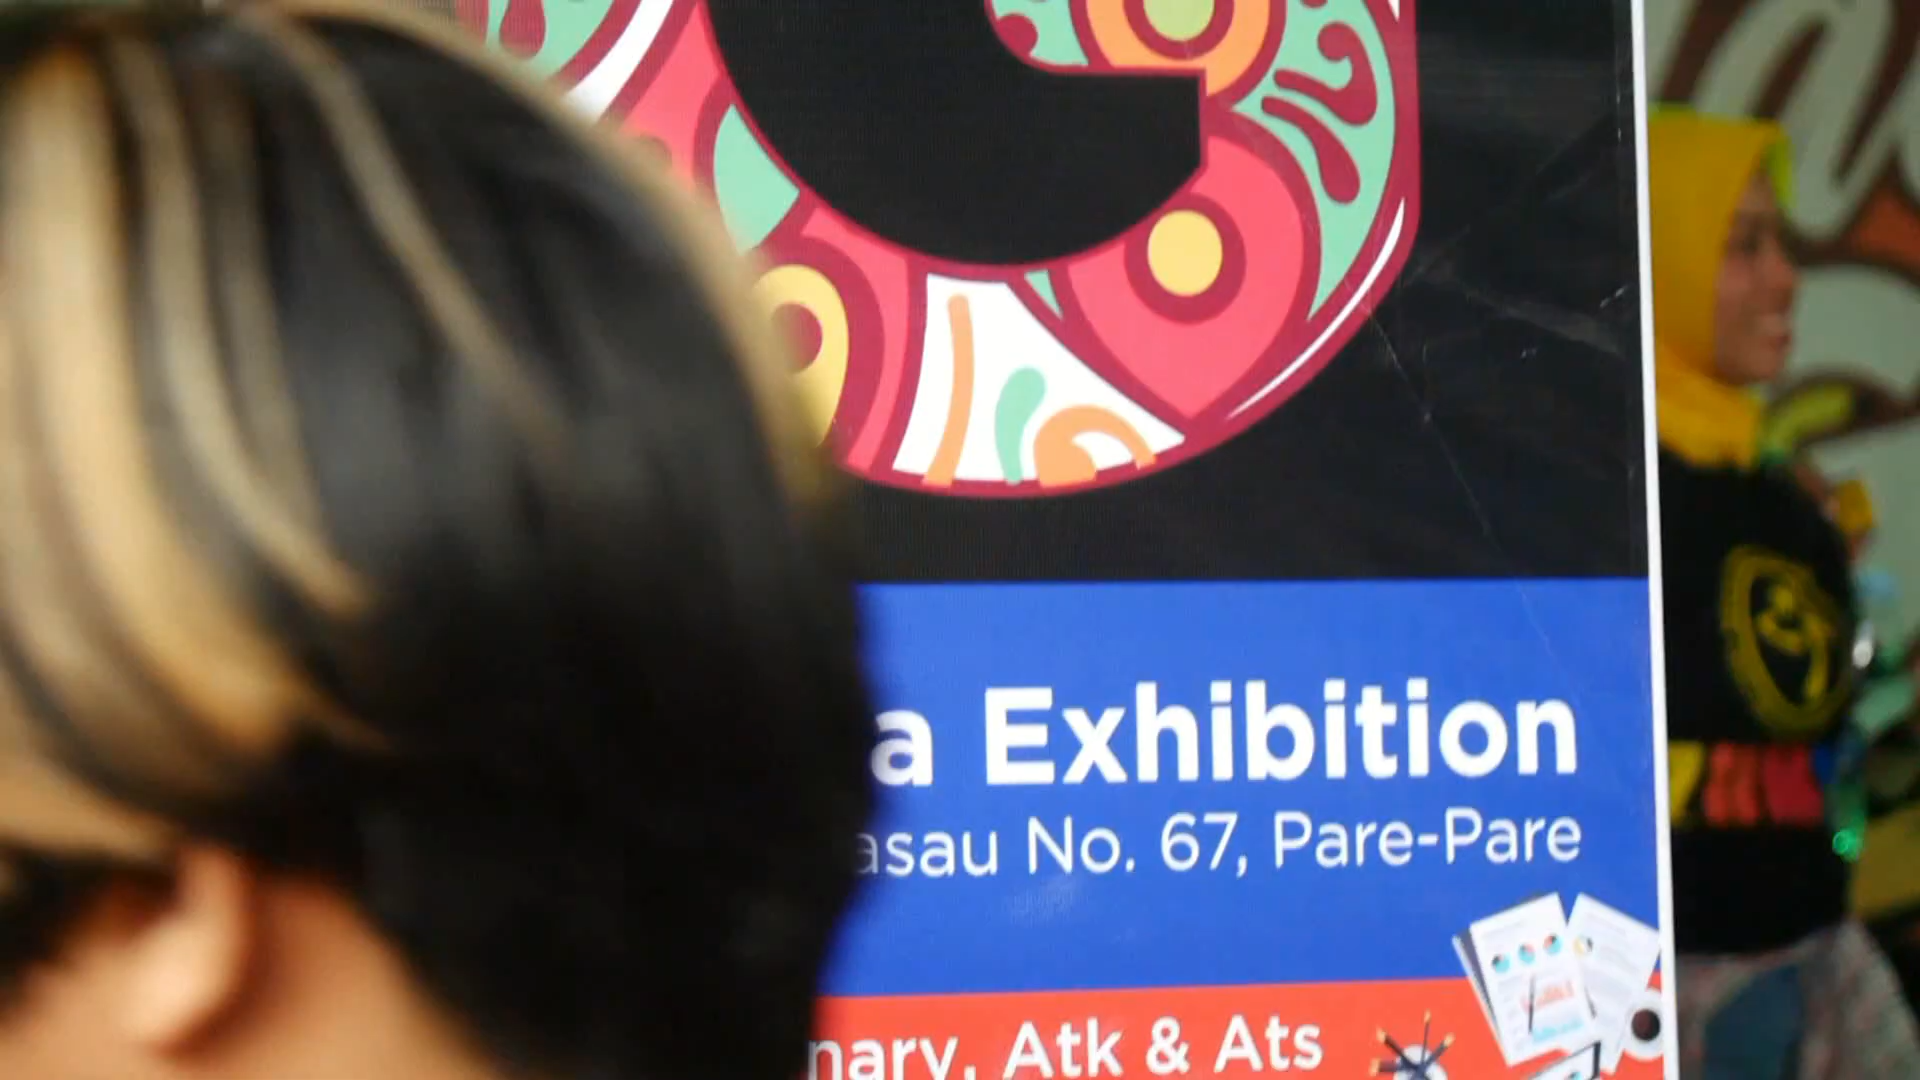 a Exhibition
asau No. 67, Pare-Pare
nary, Atk & Ats